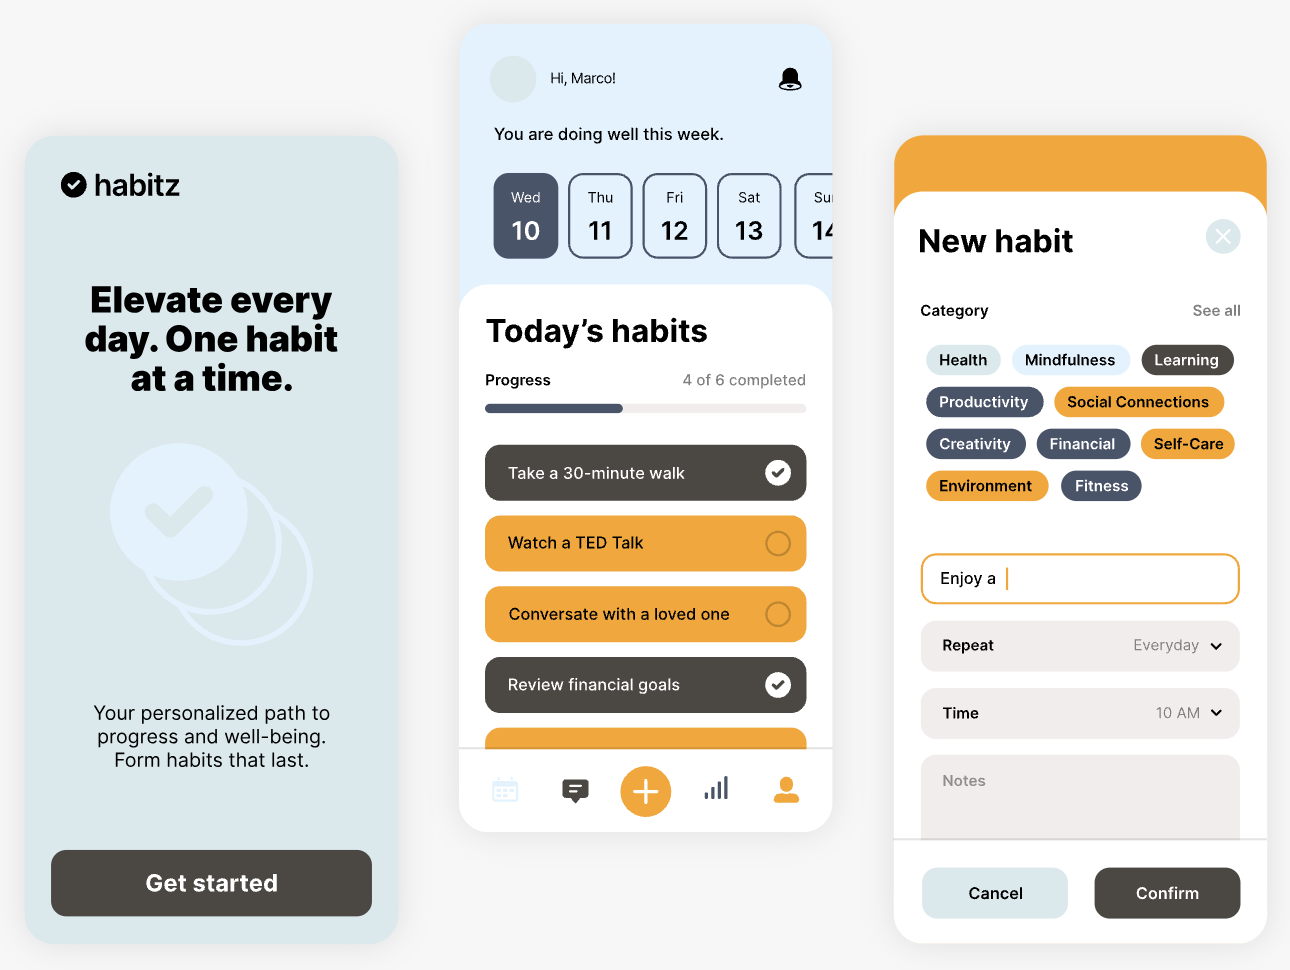 habitz
Elevate every
day. One habit
at a time.
Your personalized path to
progress and well-being.
Form habits that last.
Get started
Hi, Marco!
You are doing well this week.
Wed Thu Fri Sat Sun
10 11 12 13 14
Today’s habits
Progress 4 of 6 completed
Take a 30-minute walk
Watch a TED Talk
Conversate with a loved one
Review financial goals
New habit
Category See all
Health Mindfulness Learning
Productivity Social Connections
Creativity Financial Self-Care
Environment Fitness
Enjoy a
Repeat Everyday
Time 10 AM
Notes
Cancel Confirm